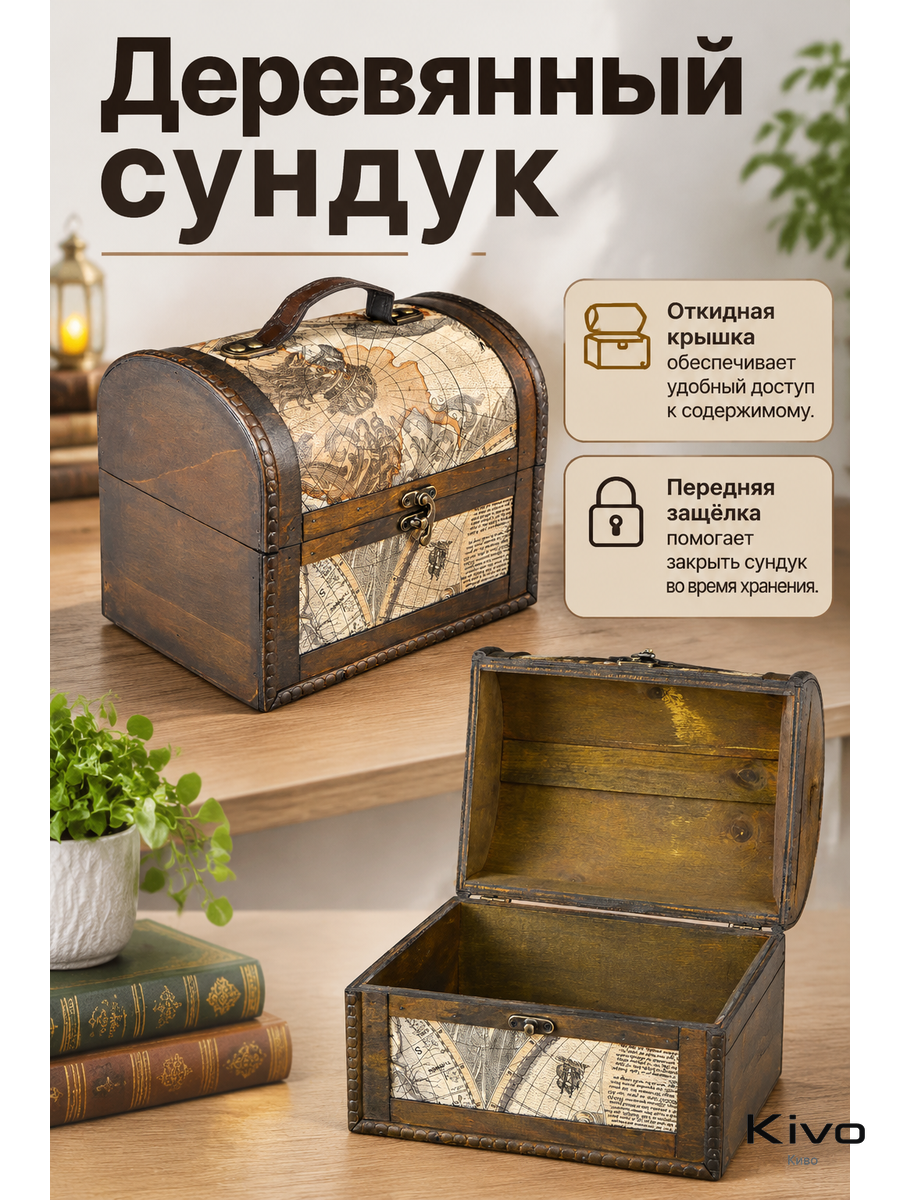 Деревянный
сундук
Откидная
крышка
обеспечивает
удобный доступ
к содержимому.
Передняя
защёлка
помогает
закрыть сундук
во время хранения.
Kivo
Киво